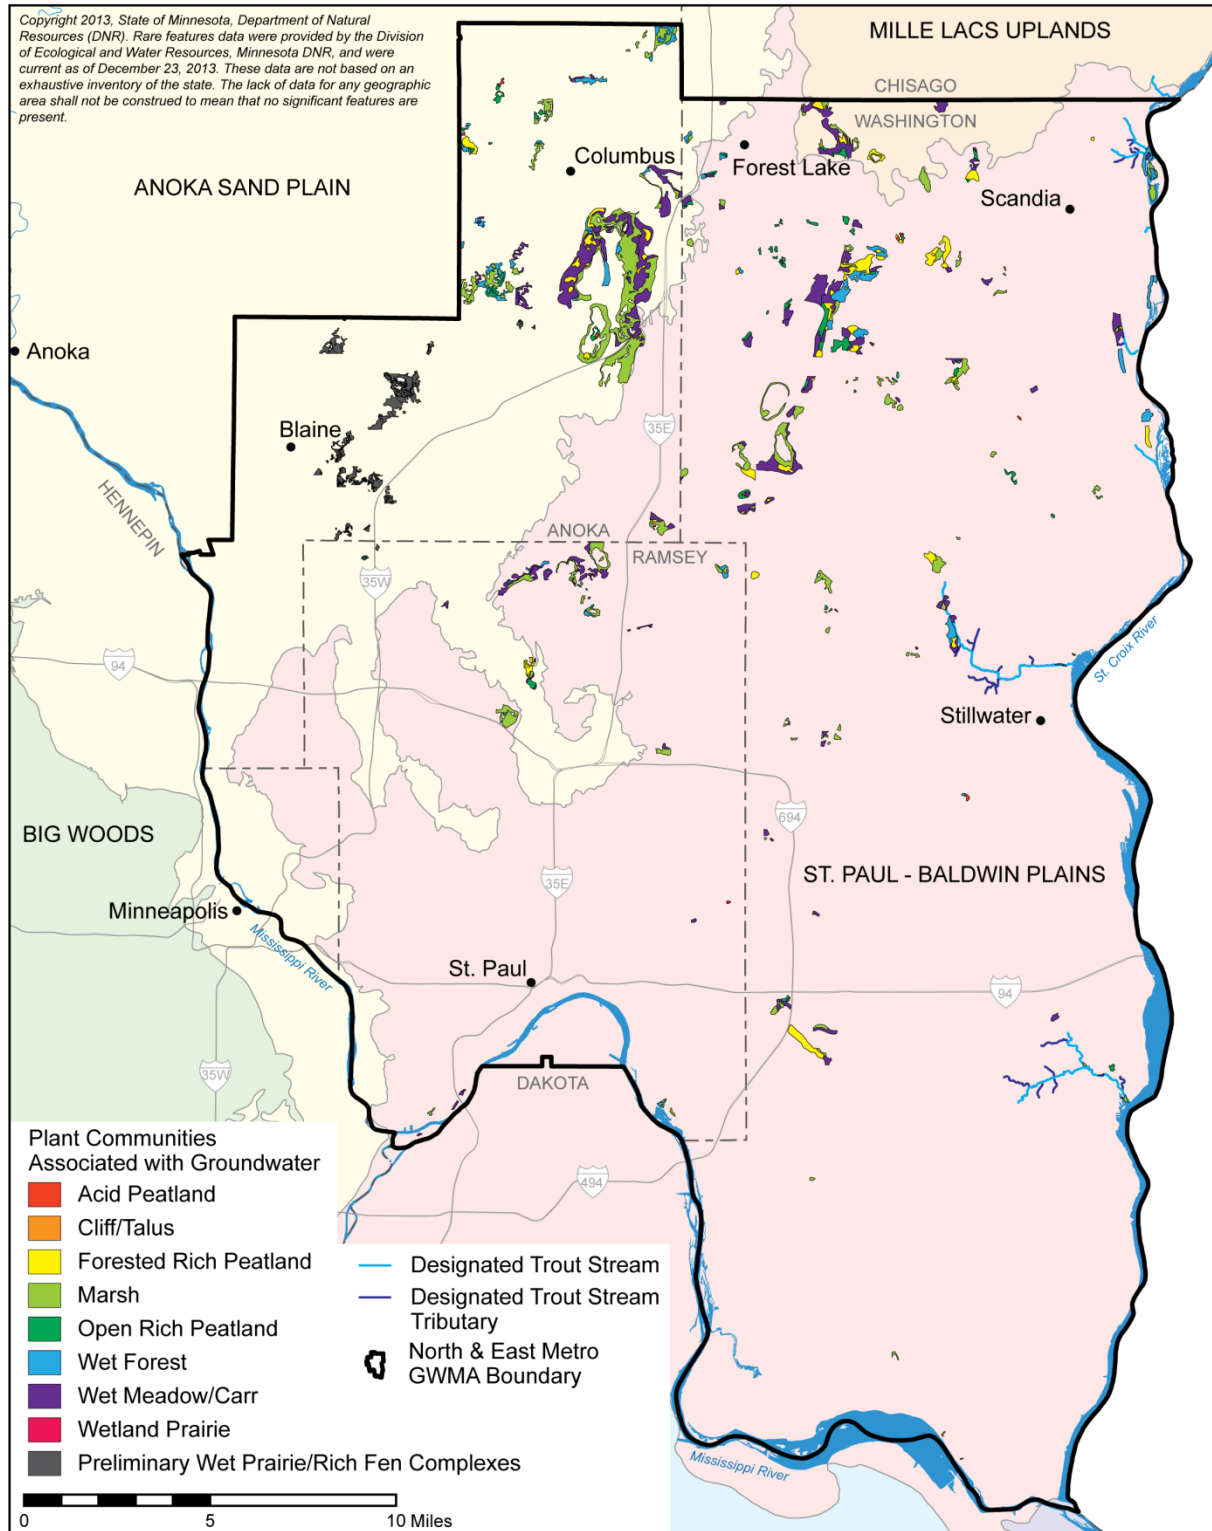 Copyright 2013, State of Minnesota, Department of Natural
Resources (DNR). Rare features data were provided by the Division
of Ecological and Water Resources, Minnesota DNR, and were
current as of December 23, 2013. These data are not based on an
exhaustive inventory of the state. The lack of data for any geographic
area shall not be construed to mean that no significant features are
present.
MILLE LACS UPLANDS
CHISAGO
WASHINGTON
Columbus
Forest Lake
ANOKA SAND PLAIN
Scandia
Anoka
Blaine
35E
HENNEPIN
ANOKA
RAMSEY
35W
94
St. Croix River
Stillwater
BIG WOODS
694
ST. PAUL - BALDWIN PLAINS
35E
Minneapolis
Mississippi River
St. Paul
94
35W
DAKOTA
494
Plant Communities
Associated with Groundwater
Acid Peatland
Cliff/Talus
Forested Rich Peatland
Marsh
Open Rich Peatland
Wet Forest
Wet Meadow/Carr
Wetland Prairie
Preliminary Wet Prairie/Rich Fen Complexes
Designated Trout Stream
Designated Trout Stream
Tributary
North & East Metro
GWMA Boundary
Mississippi River
0 5 10 Miles